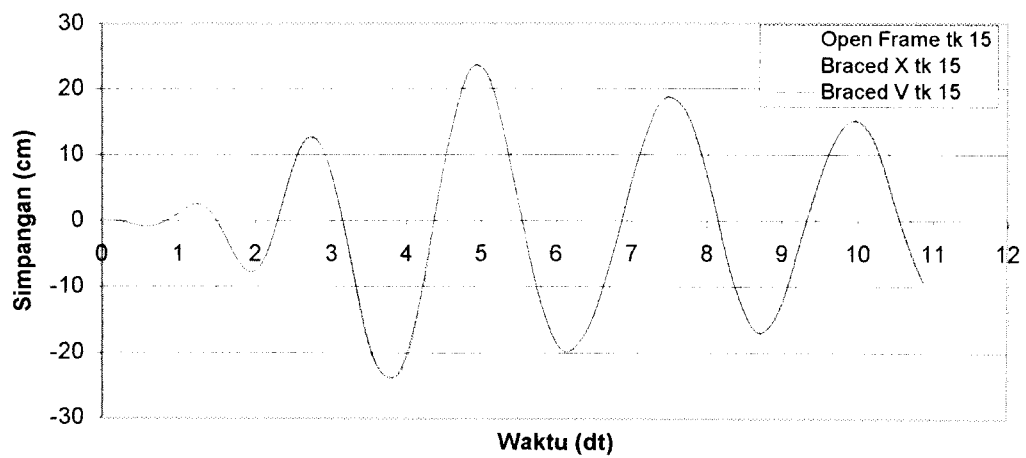 30
20
10
0
-10
-20
-30
Simpangan (cm)
0 1 2 3 4 5 6 7 8 9 10 11 12
Waktu (dt)
Open Frame tk 15
Braced X tk 15
Braced V tk 15